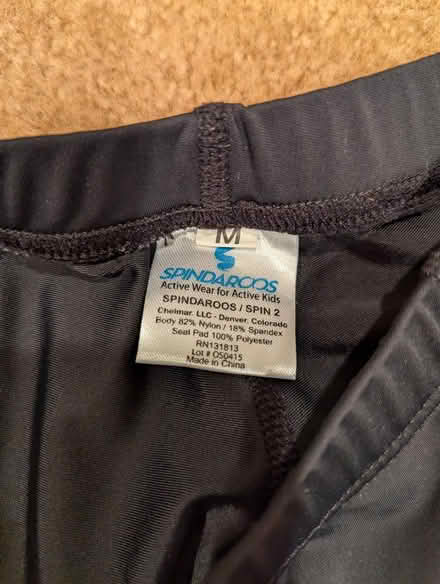 M
SPINDAROOS
Active Wear for Active Kids
SPINDAROOS / SPIN 2
Chelmar, LLC - Denver, Colorado
Body 82% Nylon / 18% Spandex
Seat Pad 100% Polyester
RN131813
Lot # 050415
Made in China